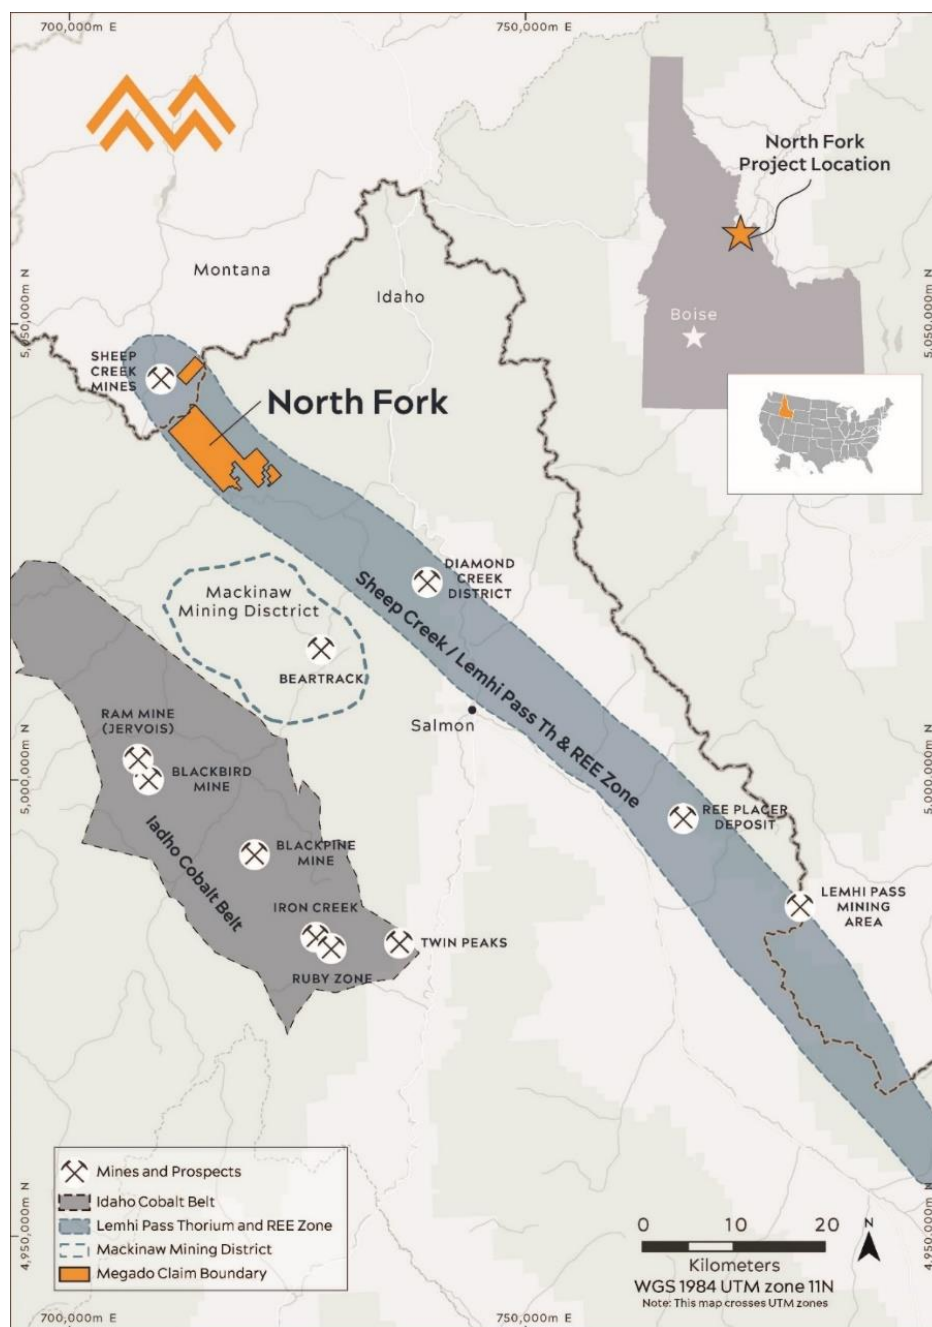 700,000m E
750,000m E
North Fork
Project Location
Montana
Idaho
Boise
5,050,000m N
5,050,000m N
SHEEP
CREEK
MINES
North Fork
DIAMOND
CREEK
DISTRICT
Mackinaw
Mining Disctrict
BEARTRACK
Sheep Creek / Lemhi Pass Th & REE Zone
Salmon
RAM MINE
(JERVOIS)
BLACKBIRD
MINE
5,000,000m N
5,000,000m N
REE PLACER
DEPOSIT
BLACKPINE
MINE
Iadho Cobalt Belt
LEMHI PASS
MINING
AREA
IRON CREEK
TWIN PEAKS
RUBY ZONE
Mines and Prospects
Idaho Cobalt Belt
Lemhi Pass Thorium and REE Zone
Mackinaw Mining District
Megado Claim Boundary
4,950,000m N
4,950,000m N
0 10 20
N
Kilometers
WGS 1984 UTM zone 11N
Note: This map crosses UTM zones
700,000m E
750,000m E